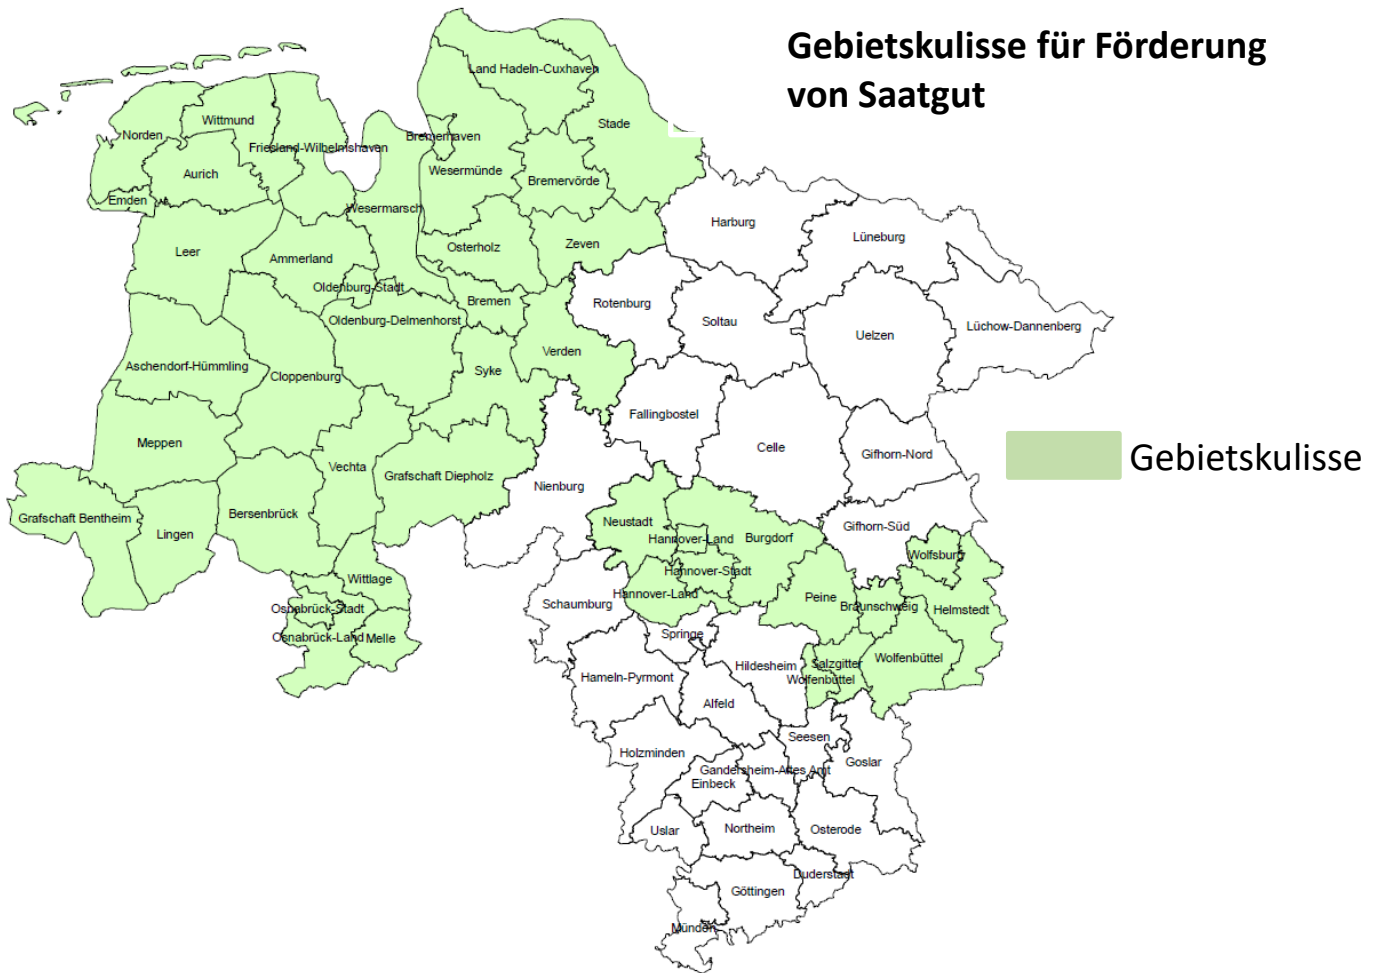 Gebietskulisse für Förderung
von Saatgut
Land Hadeln-Cuxhaven
Stade
Wittmund
Norden
Bremerhaven
Friesland-Wilhelmshaven
Aurich
Wesermünde
Bremervörde
Emden
Wesermarsch
Harburg
Lüneburg
Leer
Ammerland
Osterholz
Zeven
Oldenburg-Stadt
Bremen
Rotenburg
Soltau
Oldenburg-Delmenhorst
Uelzen
Lüchow-Dannenberg
Verden
Aschendorf-Hümmling
Cloppenburg
Syke
Fallingbostel
Meppen
Celle
Gifhorn-Nord
Gebietskulisse
Vechta
Grafschaft Diepholz
Nienburg
Grafschaft Bentheim
Bersenbrück
Lingen
Neustadt
Gifhorn-Süd
Hannover-Land
Burgdorf
Wolfsburg
Hannover-Stadt
Wittlage
Hannover-Land
Schaumburg
Peine
Braunschweig
Helmstedt
Osnabrück-Stadt
Osnabrück-Land
Melle
Springe
Hildesheim
Salzgitter
Wolfenbüttel
Wolfenbüttel
Hameln-Pyrmont
Alfeld
Seesen
Holzminden
Goslar
Gandersheim-Altes Amt
Einbeck
Uslar
Northeim
Osterode
Duderstadt
Göttingen
Münden